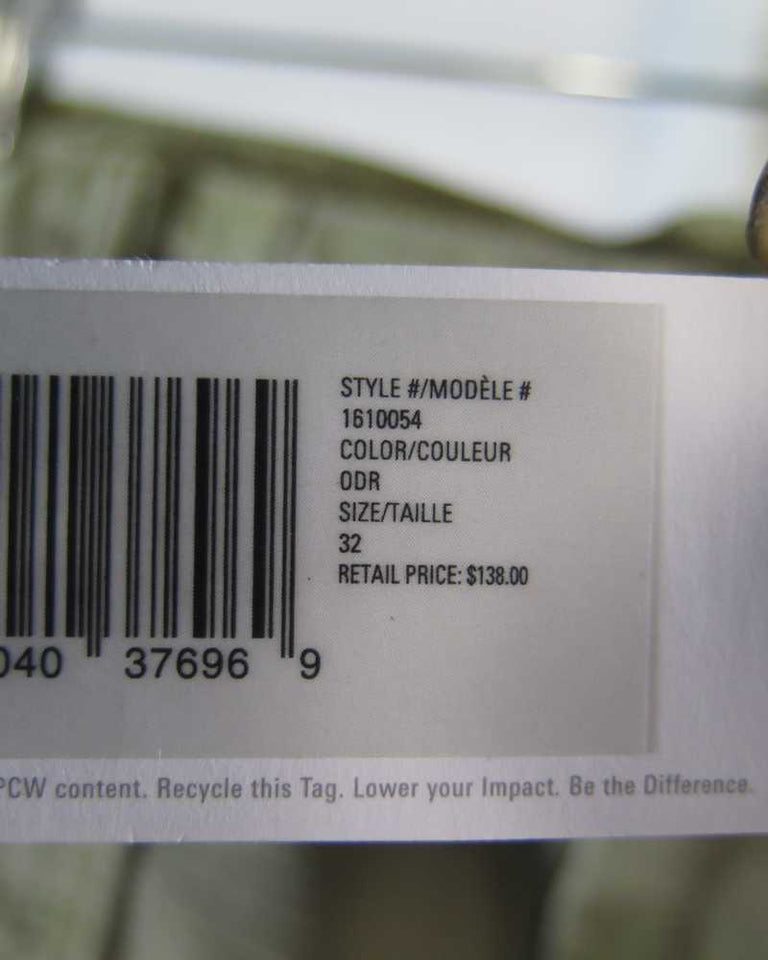 STYLE #/MODÈLE #
1610054
COLOR/COULEUR
ODR
SIZE/TAILLE
32
RETAIL PRICE: $138.00
040 37696 9
PCW content. Recycle this Tag. Lower your Impact. Be the Difference.